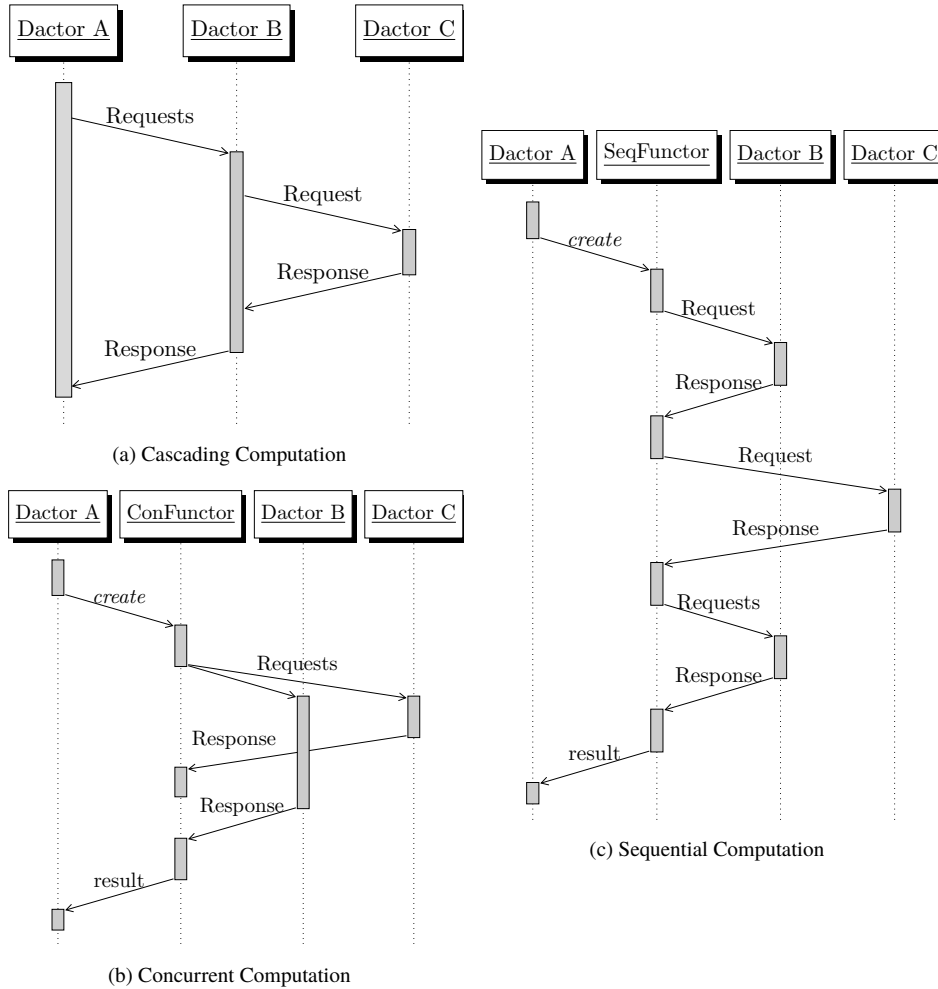 Dactor A
Dactor B
Dactor C
Requests
Request
Response
Response
(a) Cascading Computation
Dactor A
ConFunctor
Dactor B
Dactor C
create
Requests
Response
Response
result
(b) Concurrent Computation
Dactor A
SeqFunctor
Dactor B
Dactor C
create
Request
Response
Request
Response
Requests
Response
result
(c) Sequential Computation